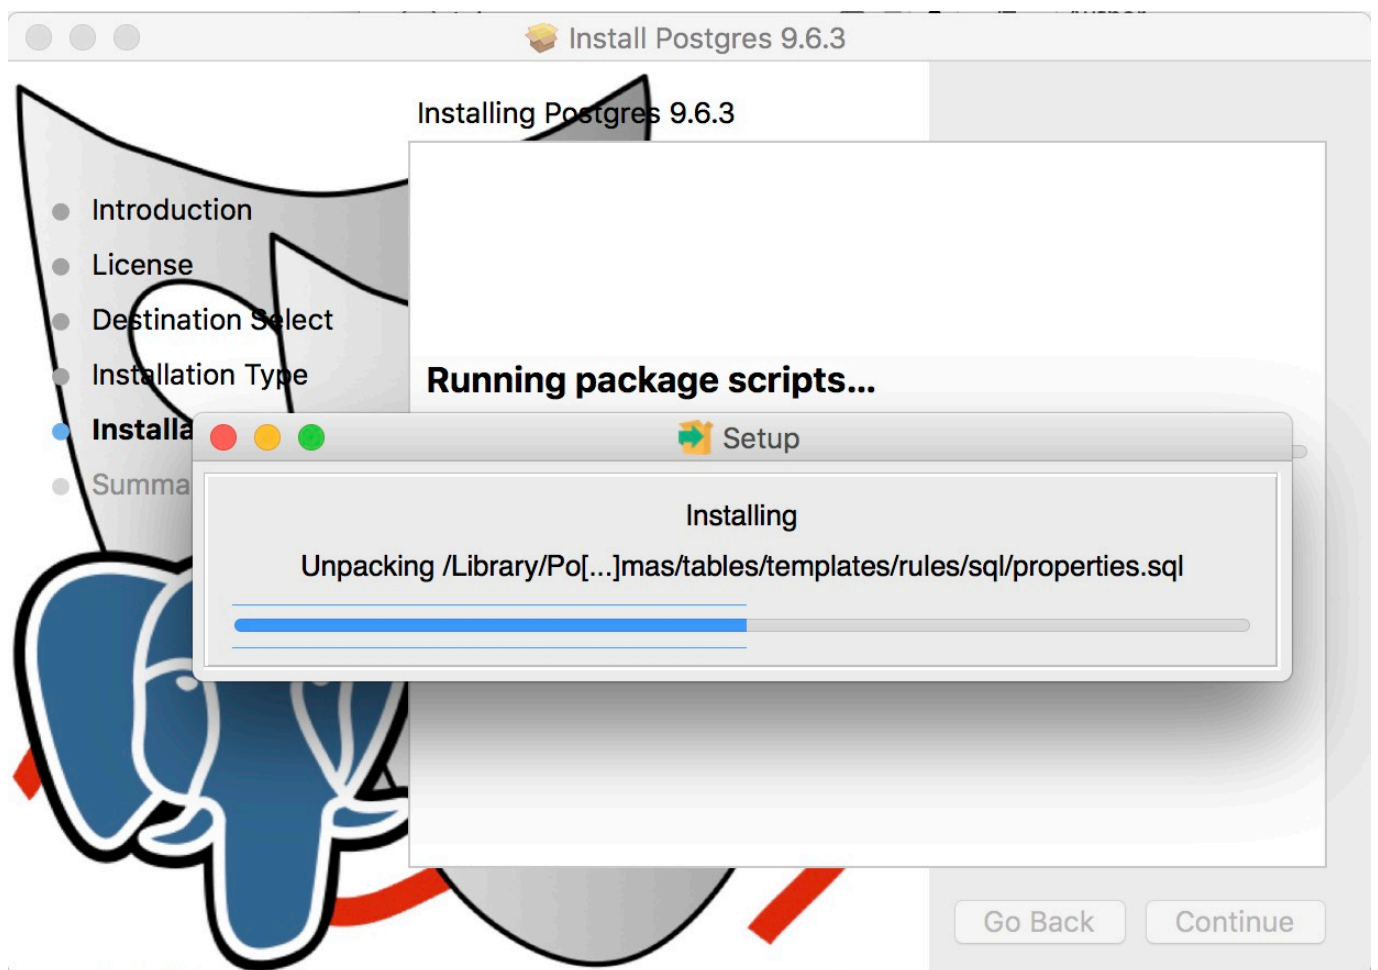 Install Postgres 9.6.3
Installing Postgres 9.6.3
Introduction
License
Destination Select
Installation Type
Installa
Summa
Running package scripts...
Setup
Installing
Unpacking /Library/Po[...]mas/tables/templates/rules/sql/properties.sql
Go Back
Continue